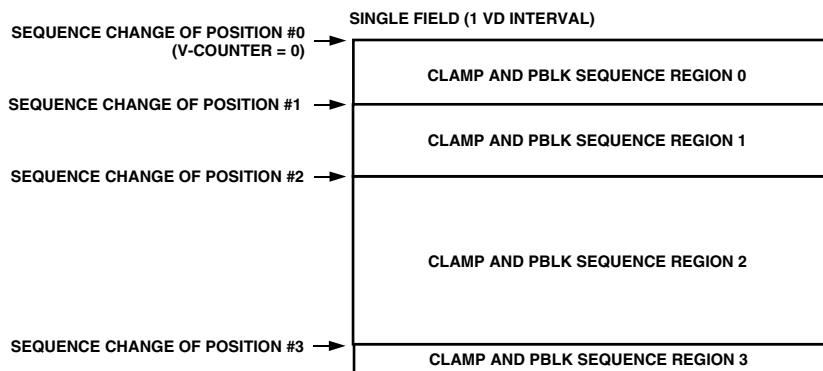 SINGLE FIELD (1 VD INTERVAL)
SEQUENCE CHANGE OF POSITION #0
(V-COUNTER = 0)
CLAMP AND PBLK SEQUENCE REGION 0
SEQUENCE CHANGE OF POSITION #1
CLAMP AND PBLK SEQUENCE REGION 1
SEQUENCE CHANGE OF POSITION #2
CLAMP AND PBLK SEQUENCE REGION 2
SEQUENCE CHANGE OF POSITION #3
CLAMP AND PBLK SEQUENCE REGION 3